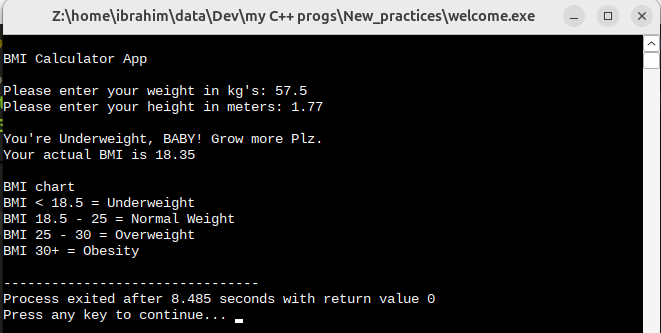 Z:\home\ibrahim\data\Dev\my C++ progs\New_practices\welcome.exe
BMI Calculator App
Please enter your weight in kg's: 57.5
Please enter your height in meters: 1.77
You're Underweight, BABY! Grow more Plz.
Your actual BMI is 18.35
BMI chart
BMI < 18.5 = Underweight
BMI 18.5 - 25 = Normal Weight
BMI 25 - 30 = Overweight
BMI 30+ = Obesity
--------------------------------
Process exited after 8.485 seconds with return value 0
Press any key to continue...